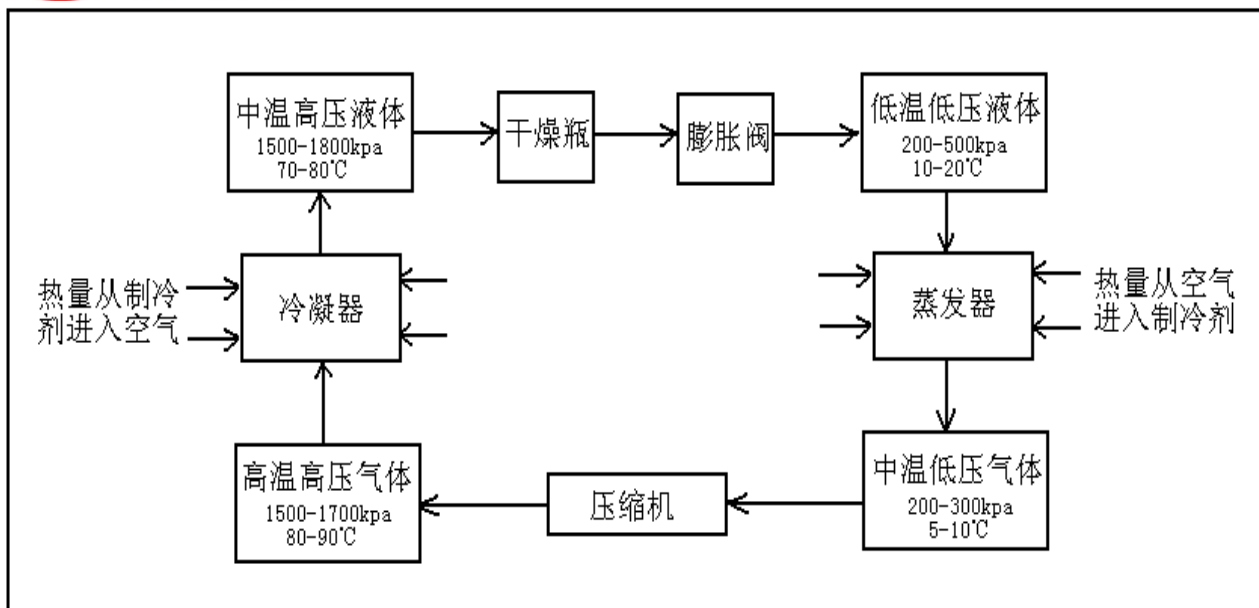 中温高压液体
1500-1800kpa
70-80℃
干燥瓶
膨胀阀
低温低压液体
200-500kpa
10-20℃
热量从制冷
剂进入空气
冷凝器
蒸发器
热量从空气
进入制冷剂
高温高压气体
1500-1700kpa
80-90℃
压缩机
中温低压气体
200-300kpa
5-10℃